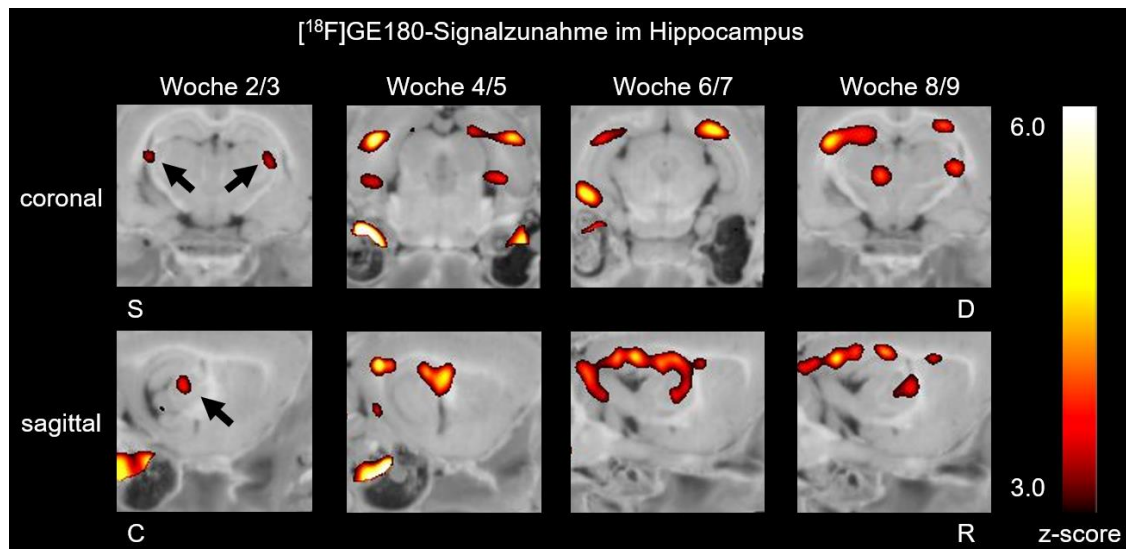 [¹⁸F]GE180-Signalzunahme im Hippocampus
Woche 2/3 Woche 4/5 Woche 6/7 Woche 8/9
6.0
coronal
S D
sagittal
3.0
C R z-score